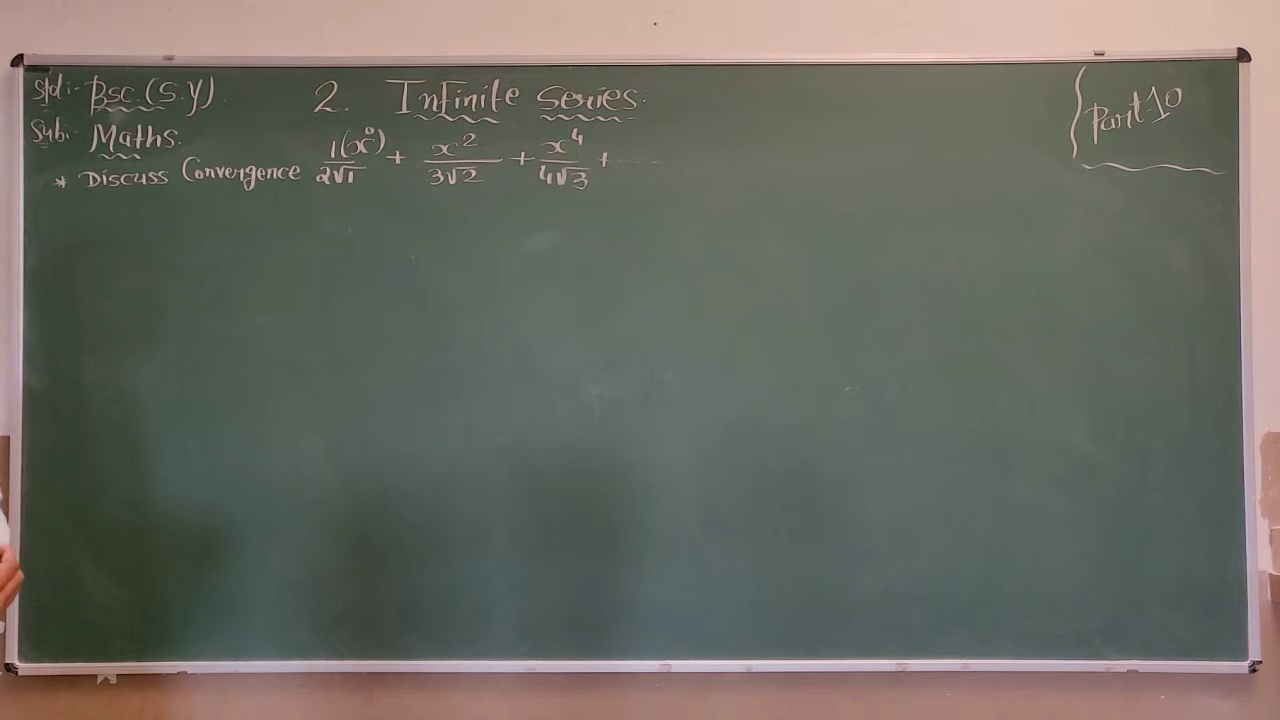 Std:- Bsc.(S.Y)
2. Infinite Series:
Part-10
Sub:- Maths.
* Discuss Convergence 1(x⁰)/2√1 + x²/3√2 + x⁴/4√3 + ......